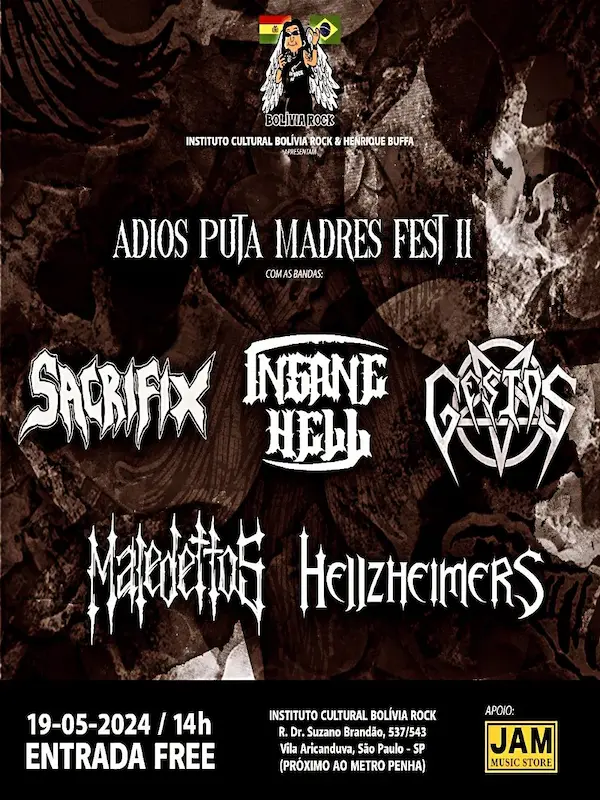 BOLÍVIA ROCK
INSTITUTO CULTURAL BOLÍVIA ROCK & HENRIQUE BUFFA
APRESENTAM
ADIOS PUTA MADRES FEST II
COM AS BANDAS:
SACRIFIX
INSANE
HELL
GESTOS
Maledettos
HELLZHEIMERS
19-05-2024 / 14h
ENTRADA FREE
INSTITUTO CULTURAL BOLÍVIA ROCK
R. Dr. Suzano Brandão, 537/543
Vila Aricanduva, São Paulo - SP
(PRÓXIMO AO METRO PENHA)
APOIO:
JAM
MUSIC STORE